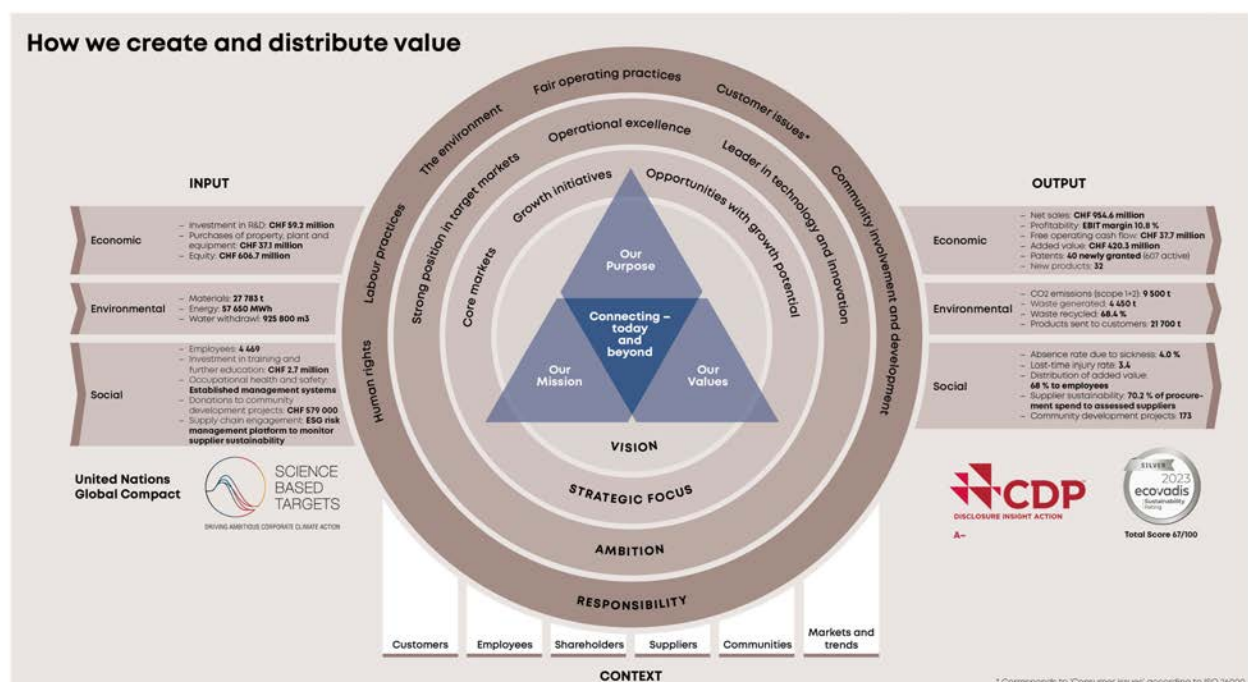 How we create and distribute value
INPUT
Economic
– Investment in R&D: CHF 59.2 million
– Purchases of property, plant and
equipment: CHF 37.1 million
– Equity: CHF 606.7 million
Environmental
– Materials: 27 783 t
– Energy: 57 650 MWh
– Water withdrawl: 925 800 m3
Social
– Employees: 4 469
– Investment in training and
further education: CHF 2.7 million
– Occupational health and safety:
Established management systems
– Donations to community
development projects: CHF 579 000
– Supply chain engagement: ESG risk
management platform to monitor
supplier sustainability
United Nations
Global Compact
SCIENCE
BASED
TARGETS
DRIVING AMBITIOUS CORPORATE CLIMATE ACTION
Human rights
Labour practices
The environment
Fair operating practices
Customer issues*
Community involvement and development
Strong position in target markets
Operational excellence
Leader in technology and innovation
Core markets
Growth initiatives
Opportunities with growth potential
Our
Purpose
Connecting –
today
and
beyond
Our
Mission
Our
Values
VISION
STRATEGIC FOCUS
AMBITION
RESPONSIBILITY
Customers
Employees
Shareholders
Suppliers
Communities
Markets and
trends
CONTEXT
OUTPUT
Economic
– Net sales: CHF 954.6 million
– Profitability: EBIT margin 10.8 %
– Free operating cash flow: CHF 37.7 million
– Added value: CHF 420.3 million
– Patents: 40 newly granted (607 active)
– New products: 32
Environmental
– CO2 emissions (scope 1+2): 9 500 t
– Waste generated: 4 450 t
– Waste recycled: 68.4 %
– Products sent to customers: 21 700 t
Social
– Absence rate due to sickness: 4.0 %
– Lost-time injury rate: 3.4
– Distribution of added value:
68 % to employees
– Supplier sustainability: 70.2 % of procure-
ment spend to assessed suppliers
– Community development projects: 173
CDP
DISCLOSURE INSIGHT ACTION
A–
SILVER
2023
ecovadis
Sustainability
Rating
Total Score 67/100
* Corresponds to 'Consumer issues' according to ISO 26000